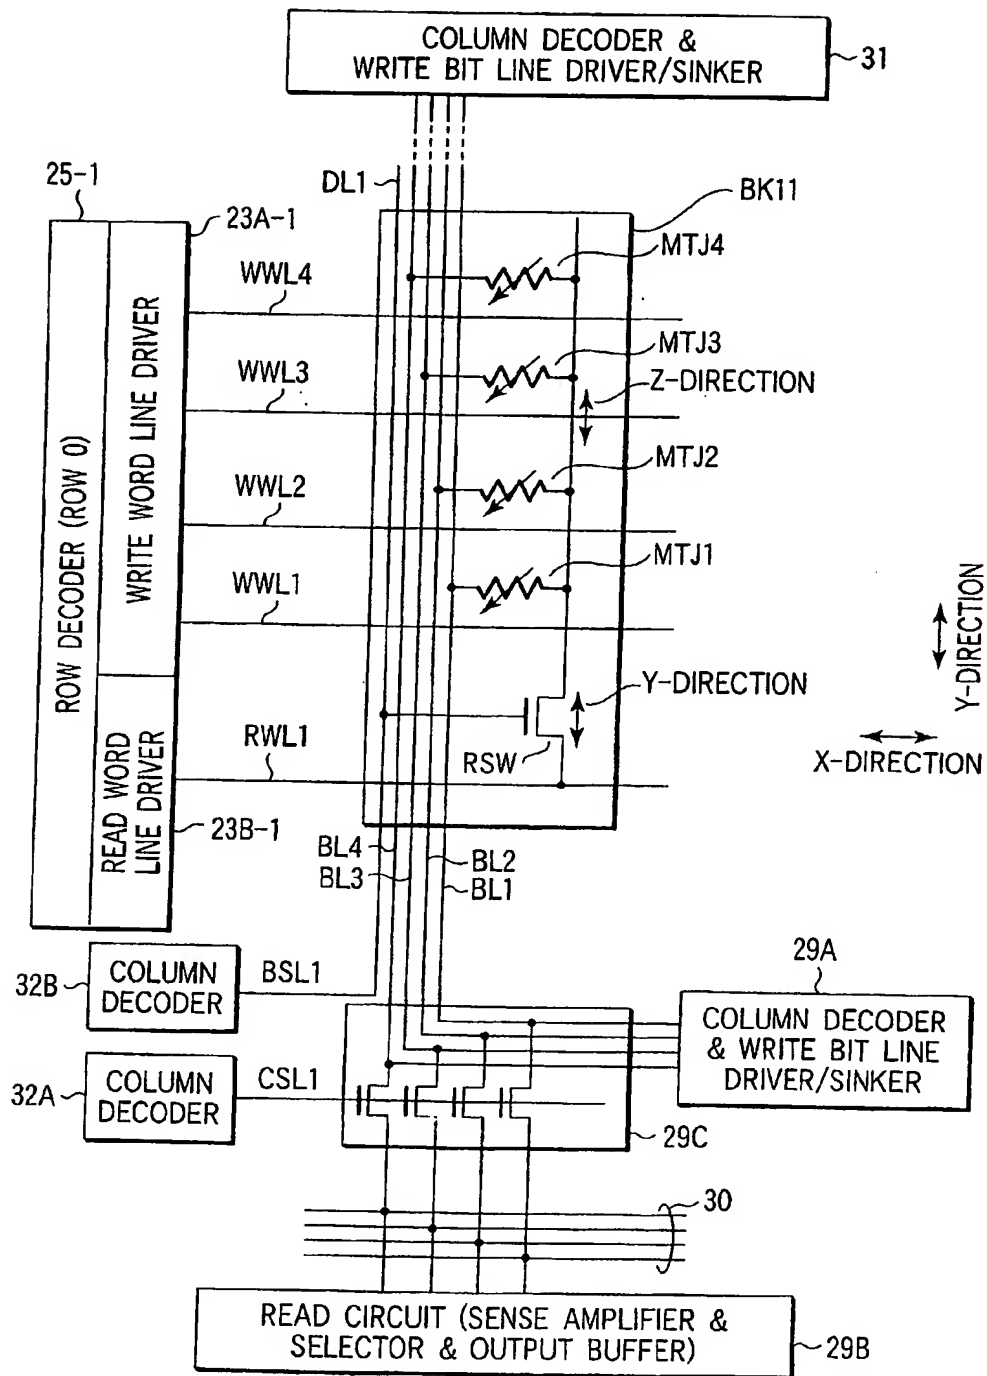 COLUMN DECODER &
WRITE BIT LINE DRIVER/SINKER
31
25-1
DL1
BK11
23A-1
MTJ4
WWL4
MTJ3
WWL3
Z-DIRECTION
ROW DECODER (ROW 0)
WRITE WORD LINE DRIVER
MTJ2
WWL2
MTJ1
WWL1
Y-DIRECTION
Y-DIRECTION
RWL1
RSW
X-DIRECTION
READ WORD
LINE DRIVER
23B-1
BL4
BL2
BL3
BL1
29A
32B
COLUMN
DECODER
BSL1
COLUMN DECODER
& WRITE BIT LINE
DRIVER/SINKER
32A
COLUMN
DECODER
CSL1
29C
30
READ CIRCUIT (SENSE AMPLIFIER &
SELECTOR & OUTPUT BUFFER)
29B